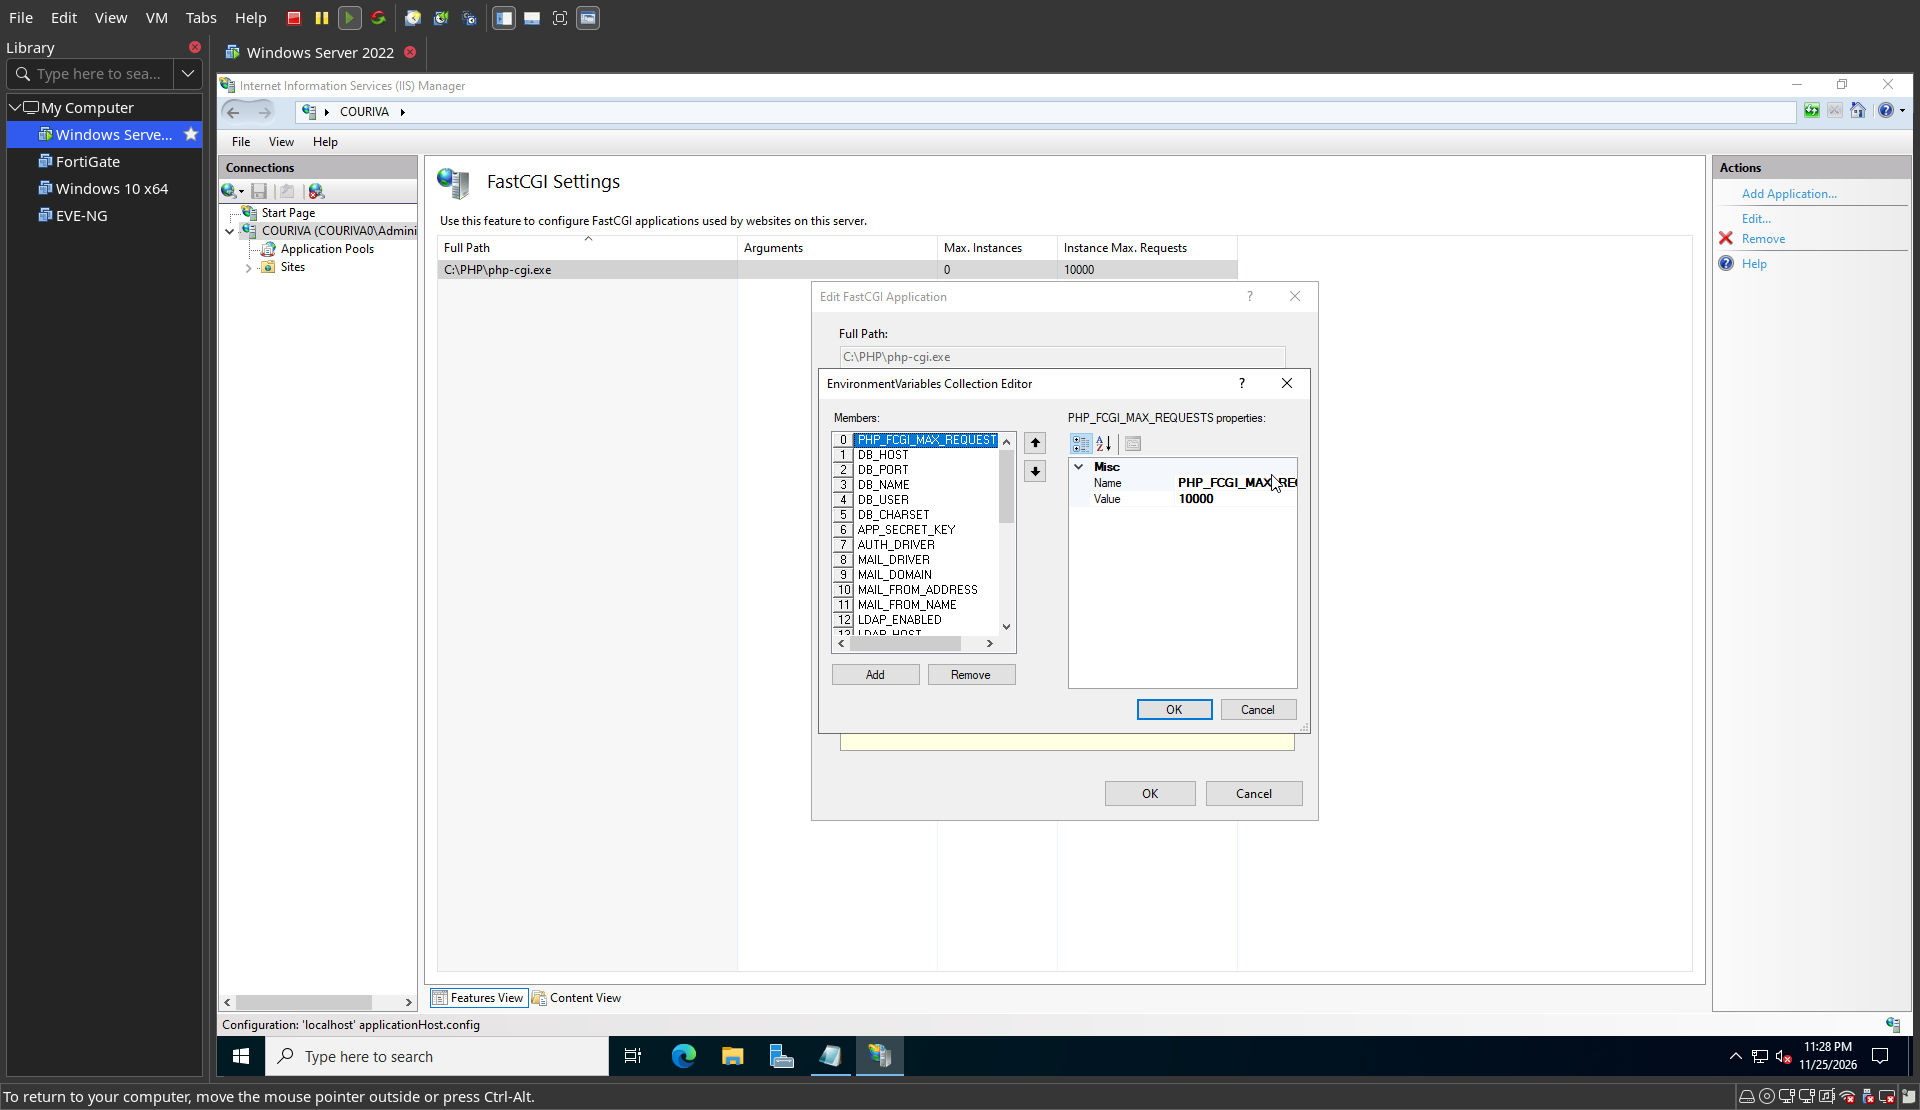 File Edit View VM Tabs Help
Library
Type here to sea...
My Computer
Windows Serve...
FortiGate
Windows 10 x64
EVE-NG
Windows Server 2022
Internet Information Services (IIS) Manager
COURIVA
File View Help
Connections
Start Page
COURIVA (COURIVA0\Admini
Application Pools
Sites
FastCGI Settings
Use this feature to configure FastCGI applications used by websites on this server.
Full Path Arguments Max. Instances Instance Max. Requests
C:\PHP\php-cgi.exe 0 10000
Edit FastCGI Application ?
Full Path:
C:\PHP\php-cgi.exe
EnvironmentVariables Collection Editor ?
Members:
0 PHP_FCGI_MAX_REQUEST
1 DB_HOST
2 DB_PORT
3 DB_NAME
4 DB_USER
5 DB_CHARSET
6 APP_SECRET_KEY
7 AUTH_DRIVER
8 MAIL_DRIVER
9 MAIL_DOMAIN
10 MAIL_FROM_ADDRESS
11 MAIL_FROM_NAME
12 LDAP_ENABLED
13 LDAP_HOST
Add Remove
PHP_FCGI_MAX_REQUESTS properties:
Misc
Name PHP_FCGI_MAX_REQ
Value 10000
OK Cancel
OK Cancel
Actions
Add Application...
Edit...
Remove
Help
Features View Content View
Configuration: 'localhost' applicationHost.config
Type here to search
11:28 PM
11/25/2026
To return to your computer, move the mouse pointer outside or press Ctrl-Alt.